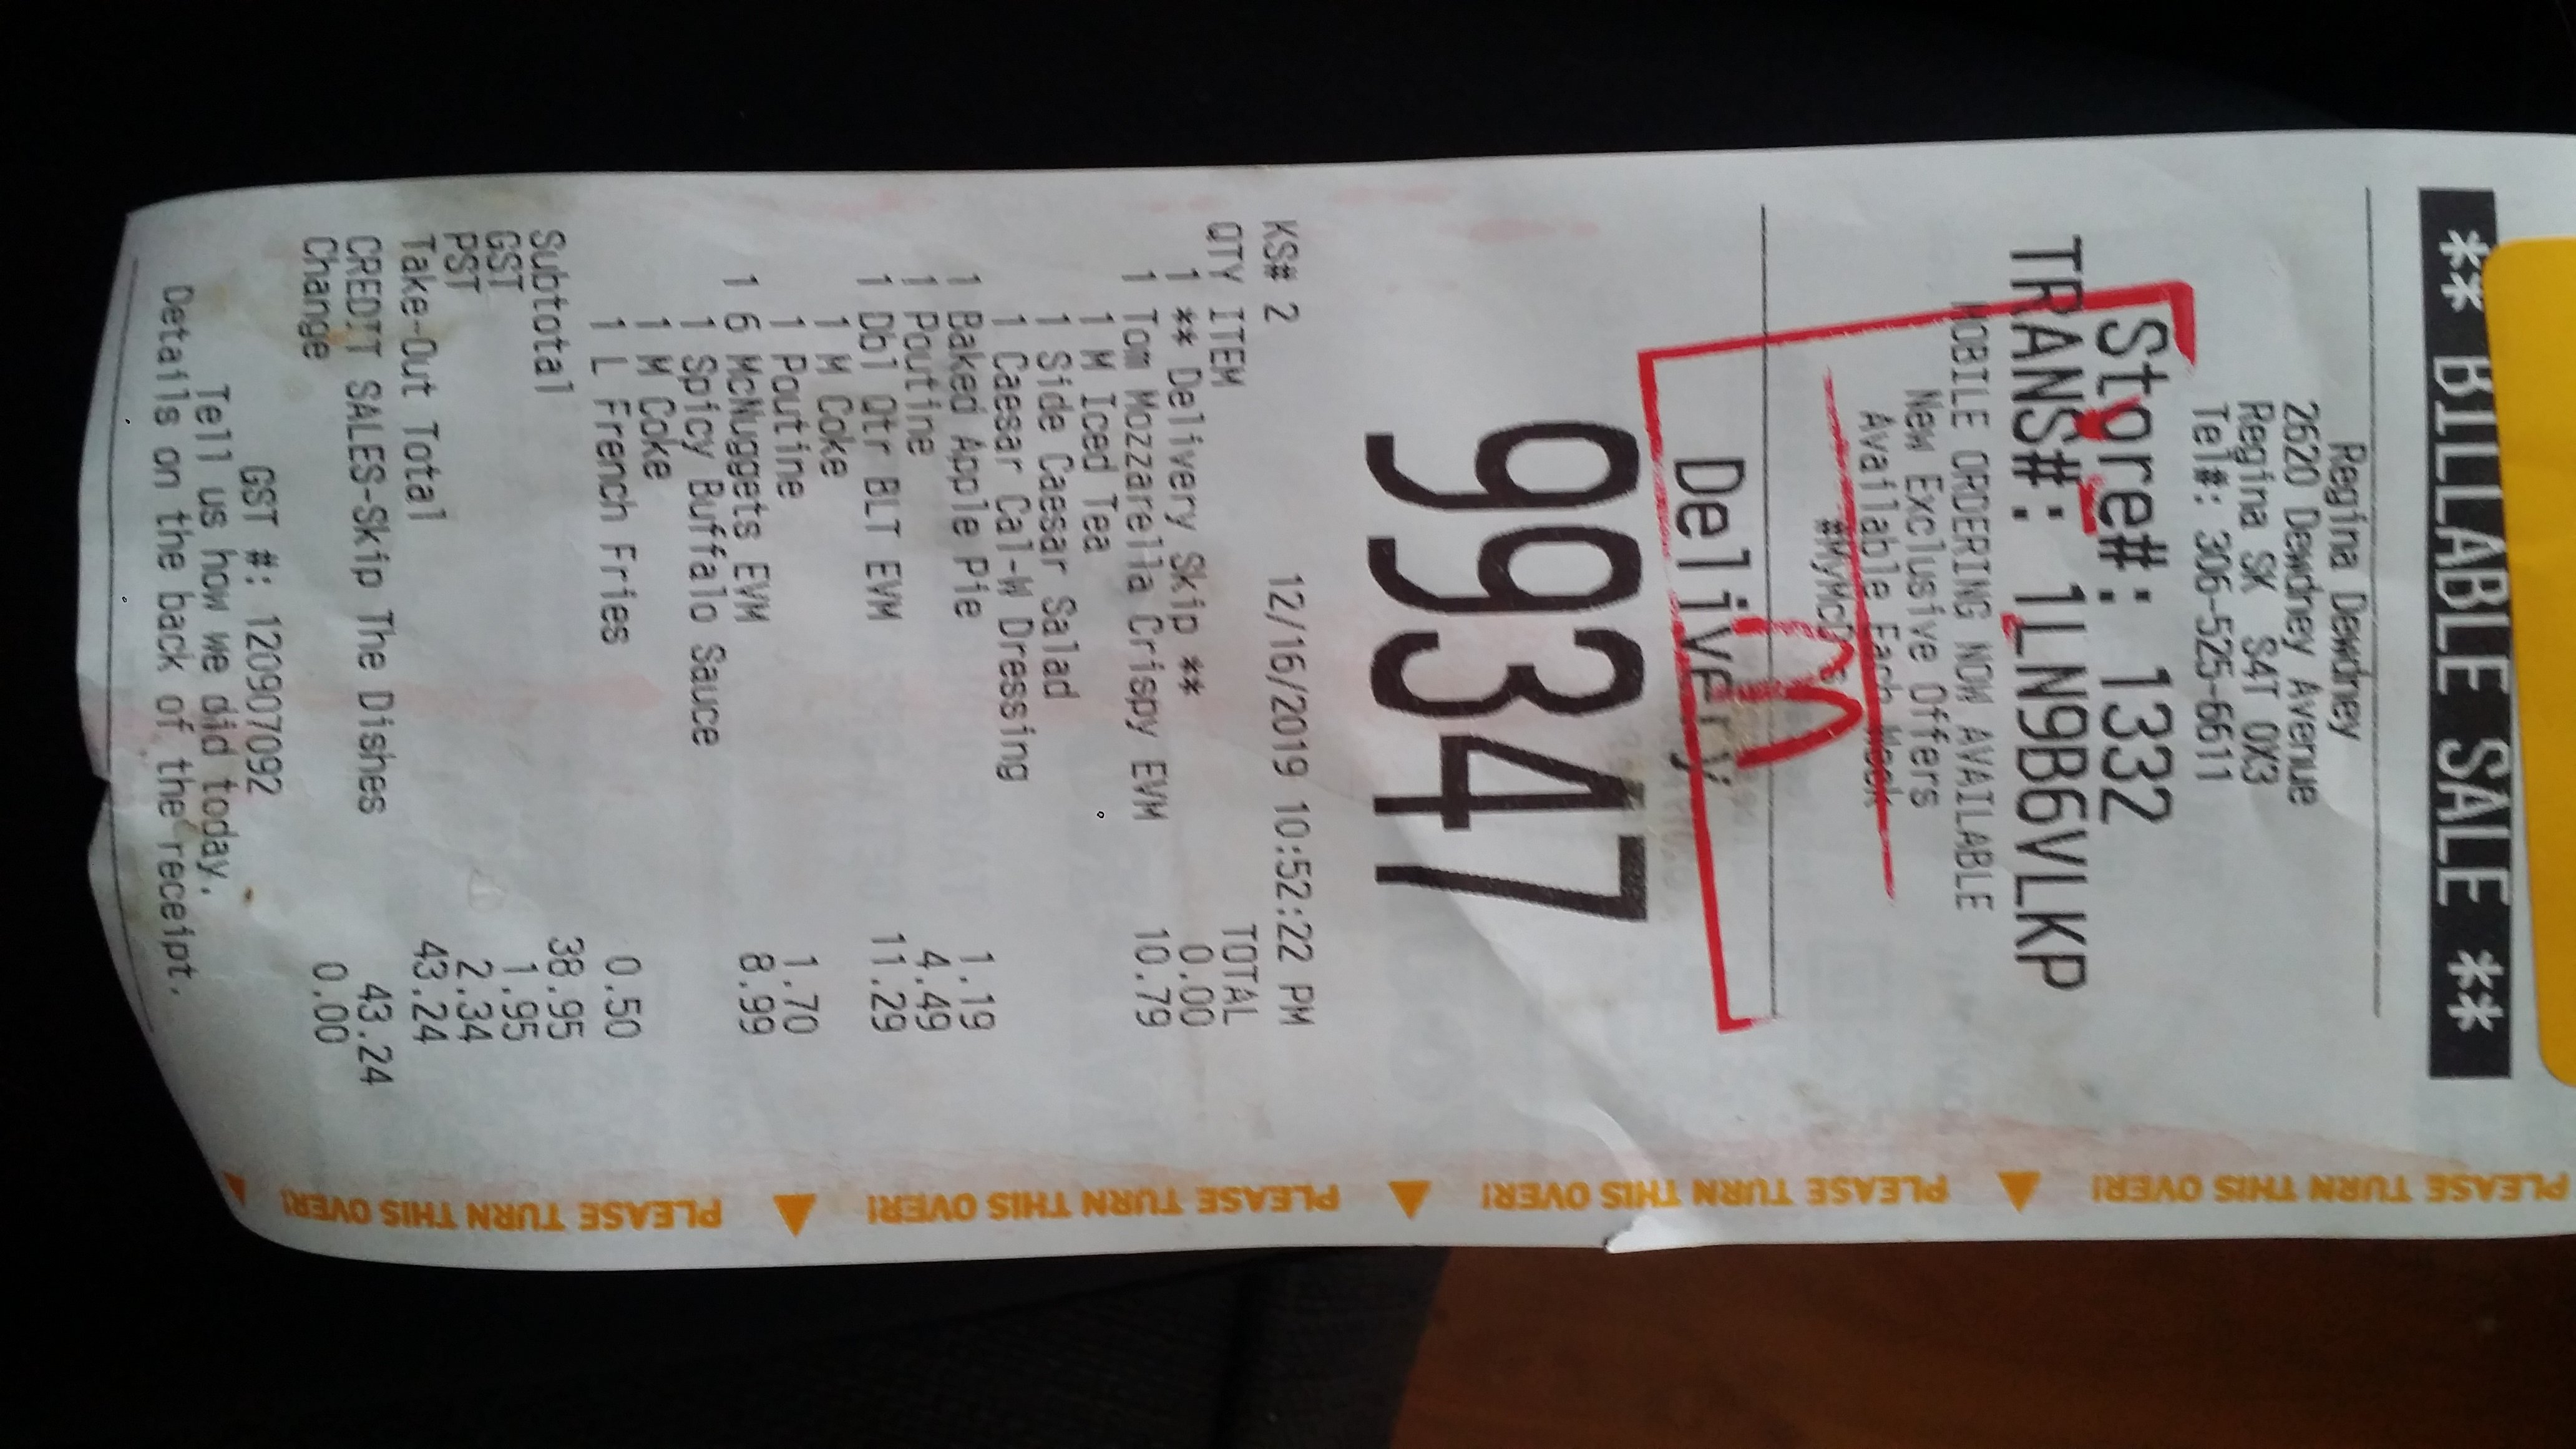 ** BILLABLE SALE **
Regina Dewdney
2620 Dewdney Avenue
Regina SK S4T 0X3
Tel#: 306-525-6611
Store#: 1332
TRANS#: 1LN9B6VLKP
MOBILE ORDERING NOW AVAILABLE
New Exclusive Offers
Available Each Week
#MyMcDs
Delivery
99347
KS# 2 12/16/2019 10:52:22 PM
QTY ITEM TOTAL
1 ** Delivery Skip ** 0.00
1 Tom Mozzarella Crispy EVM 10.79
1 M Iced Tea
1 Side Caesar Salad
1 Caesar Cal-W Dressing
1 Baked Apple Pie 1.19
1 Poutine 4.49
1 Dbl Qtr BLT EVM 11.29
1 M Coke
1 Poutine 1.70
1 6 McNuggets EVM 8.99
1 Spicy Buffalo Sauce
1 M Coke
1 L French Fries 0.50
Subtotal 38.95
GST 1.95
PST 2.34
Take-Out Total 43.24
CREDIT SALES-Skip The Dishes 43.24
Change 0.00
GST #: 120907092
Tell us how we did today.
Details on the back of the receipt.
PLEASE TURN THIS OVER! PLEASE TURN THIS OVER! PLEASE TURN THIS OVER! PLEASE TURN THIS OVER! PLEASE TURN THIS OVER!